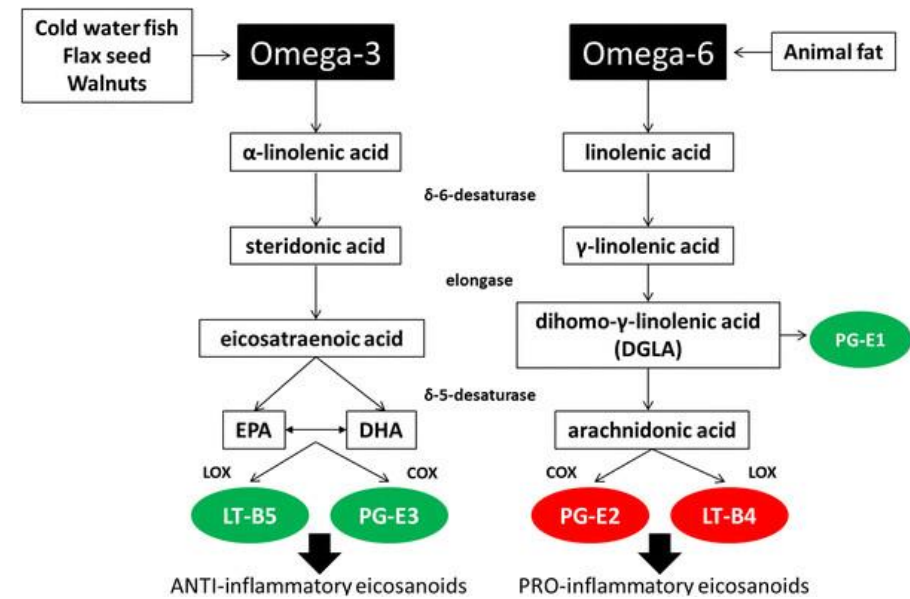 Cold water fish
Flax seed
Walnuts
Omega-3
Omega-6
Animal fat
α-linolenic acid
linolenic acid
δ-6-desaturase
steridonic acid
γ-linolenic acid
elongase
eicosatraenoic acid
dihomo-γ-linolenic acid
(DGLA)
PG-E1
δ-5-desaturase
EPA
DHA
arachidonic acid
LOX
COX
COX
LOX
LT-B5
PG-E3
PG-E2
LT-B4
ANTI-inflammatory eicosanoids
PRO-inflammatory eicosanoids